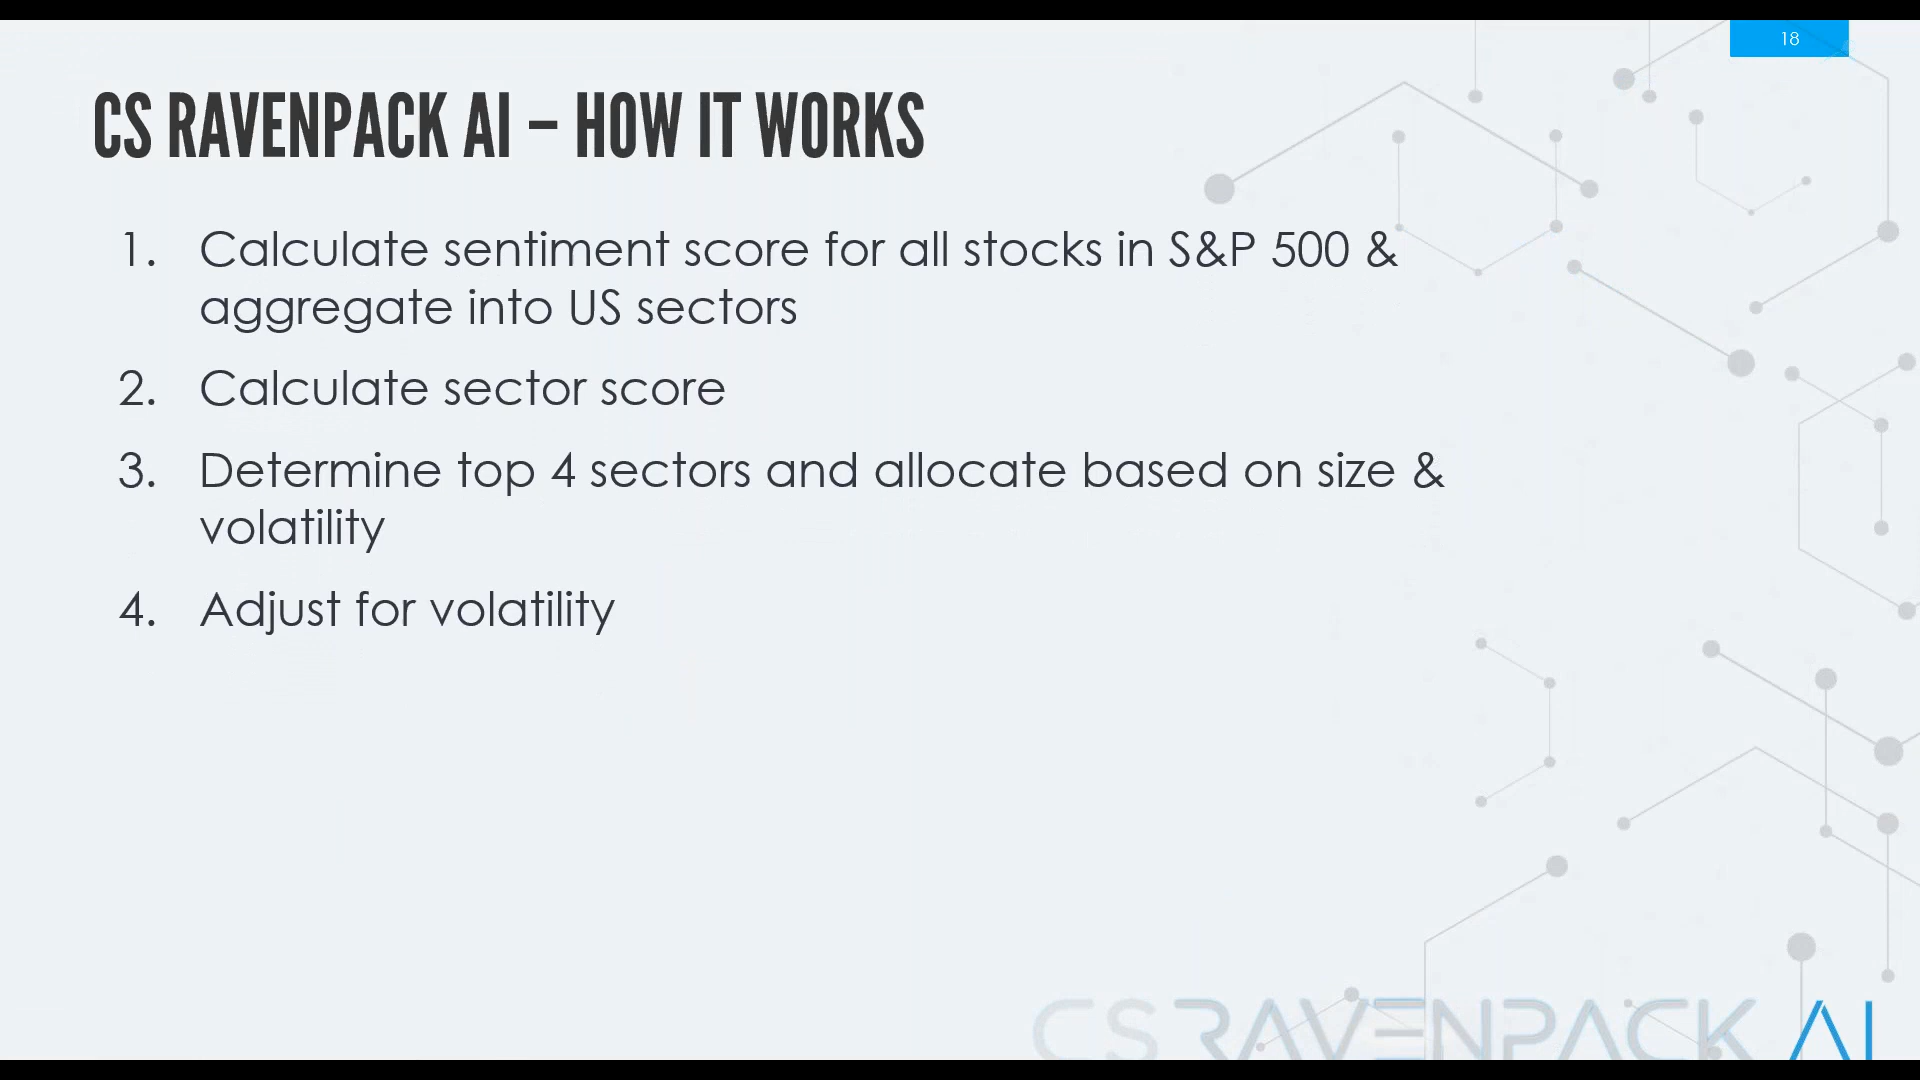 18
CS RAVENPACK AI – HOW IT WORKS
1. Calculate sentiment score for all stocks in S&P 500 &
aggregate into US sectors
2. Calculate sector score
3. Determine top 4 sectors and allocate based on size &
volatility
4. Adjust for volatility
CS RAVENPACK AI